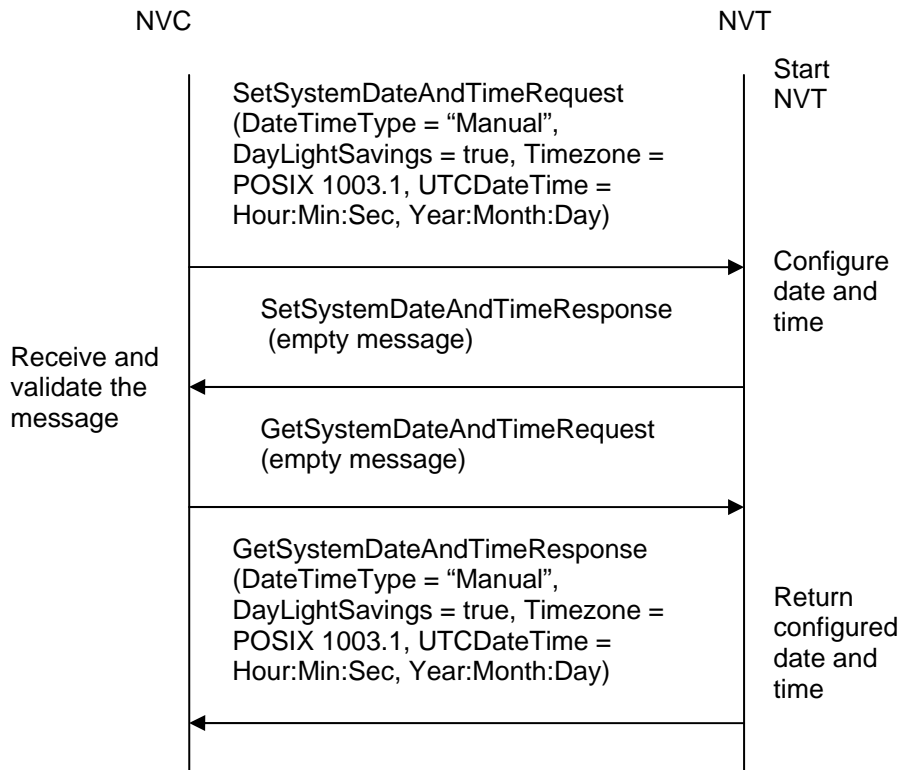 NVC
NVT
Start
NVT
SetSystemDateAndTimeRequest
(DateTimeType = “Manual”,
DayLightSavings = true, Timezone =
POSIX 1003.1, UTCDateTime =
Hour:Min:Sec, Year:Month:Day)
Configure
date and
time
SetSystemDateAndTimeResponse
(empty message)
Receive and
validate the
message
GetSystemDateAndTimeRequest
(empty message)
GetSystemDateAndTimeResponse
(DateTimeType = “Manual”,
DayLightSavings = true, Timezone =
POSIX 1003.1, UTCDateTime =
Hour:Min:Sec, Year:Month:Day)
Return
configured
date and
time